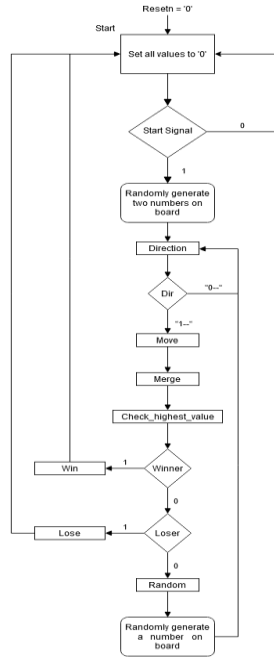 Resetn = '0'
Start
Set all values to '0'
Start Signal
0
1
Randomly generate
two numbers on
board
Direction
Dir
"0--"
"1--"
Move
Merge
Check_highest_value
Win
1
Winner
0
Lose
1
Loser
0
Random
Randomly generate
a number on
board